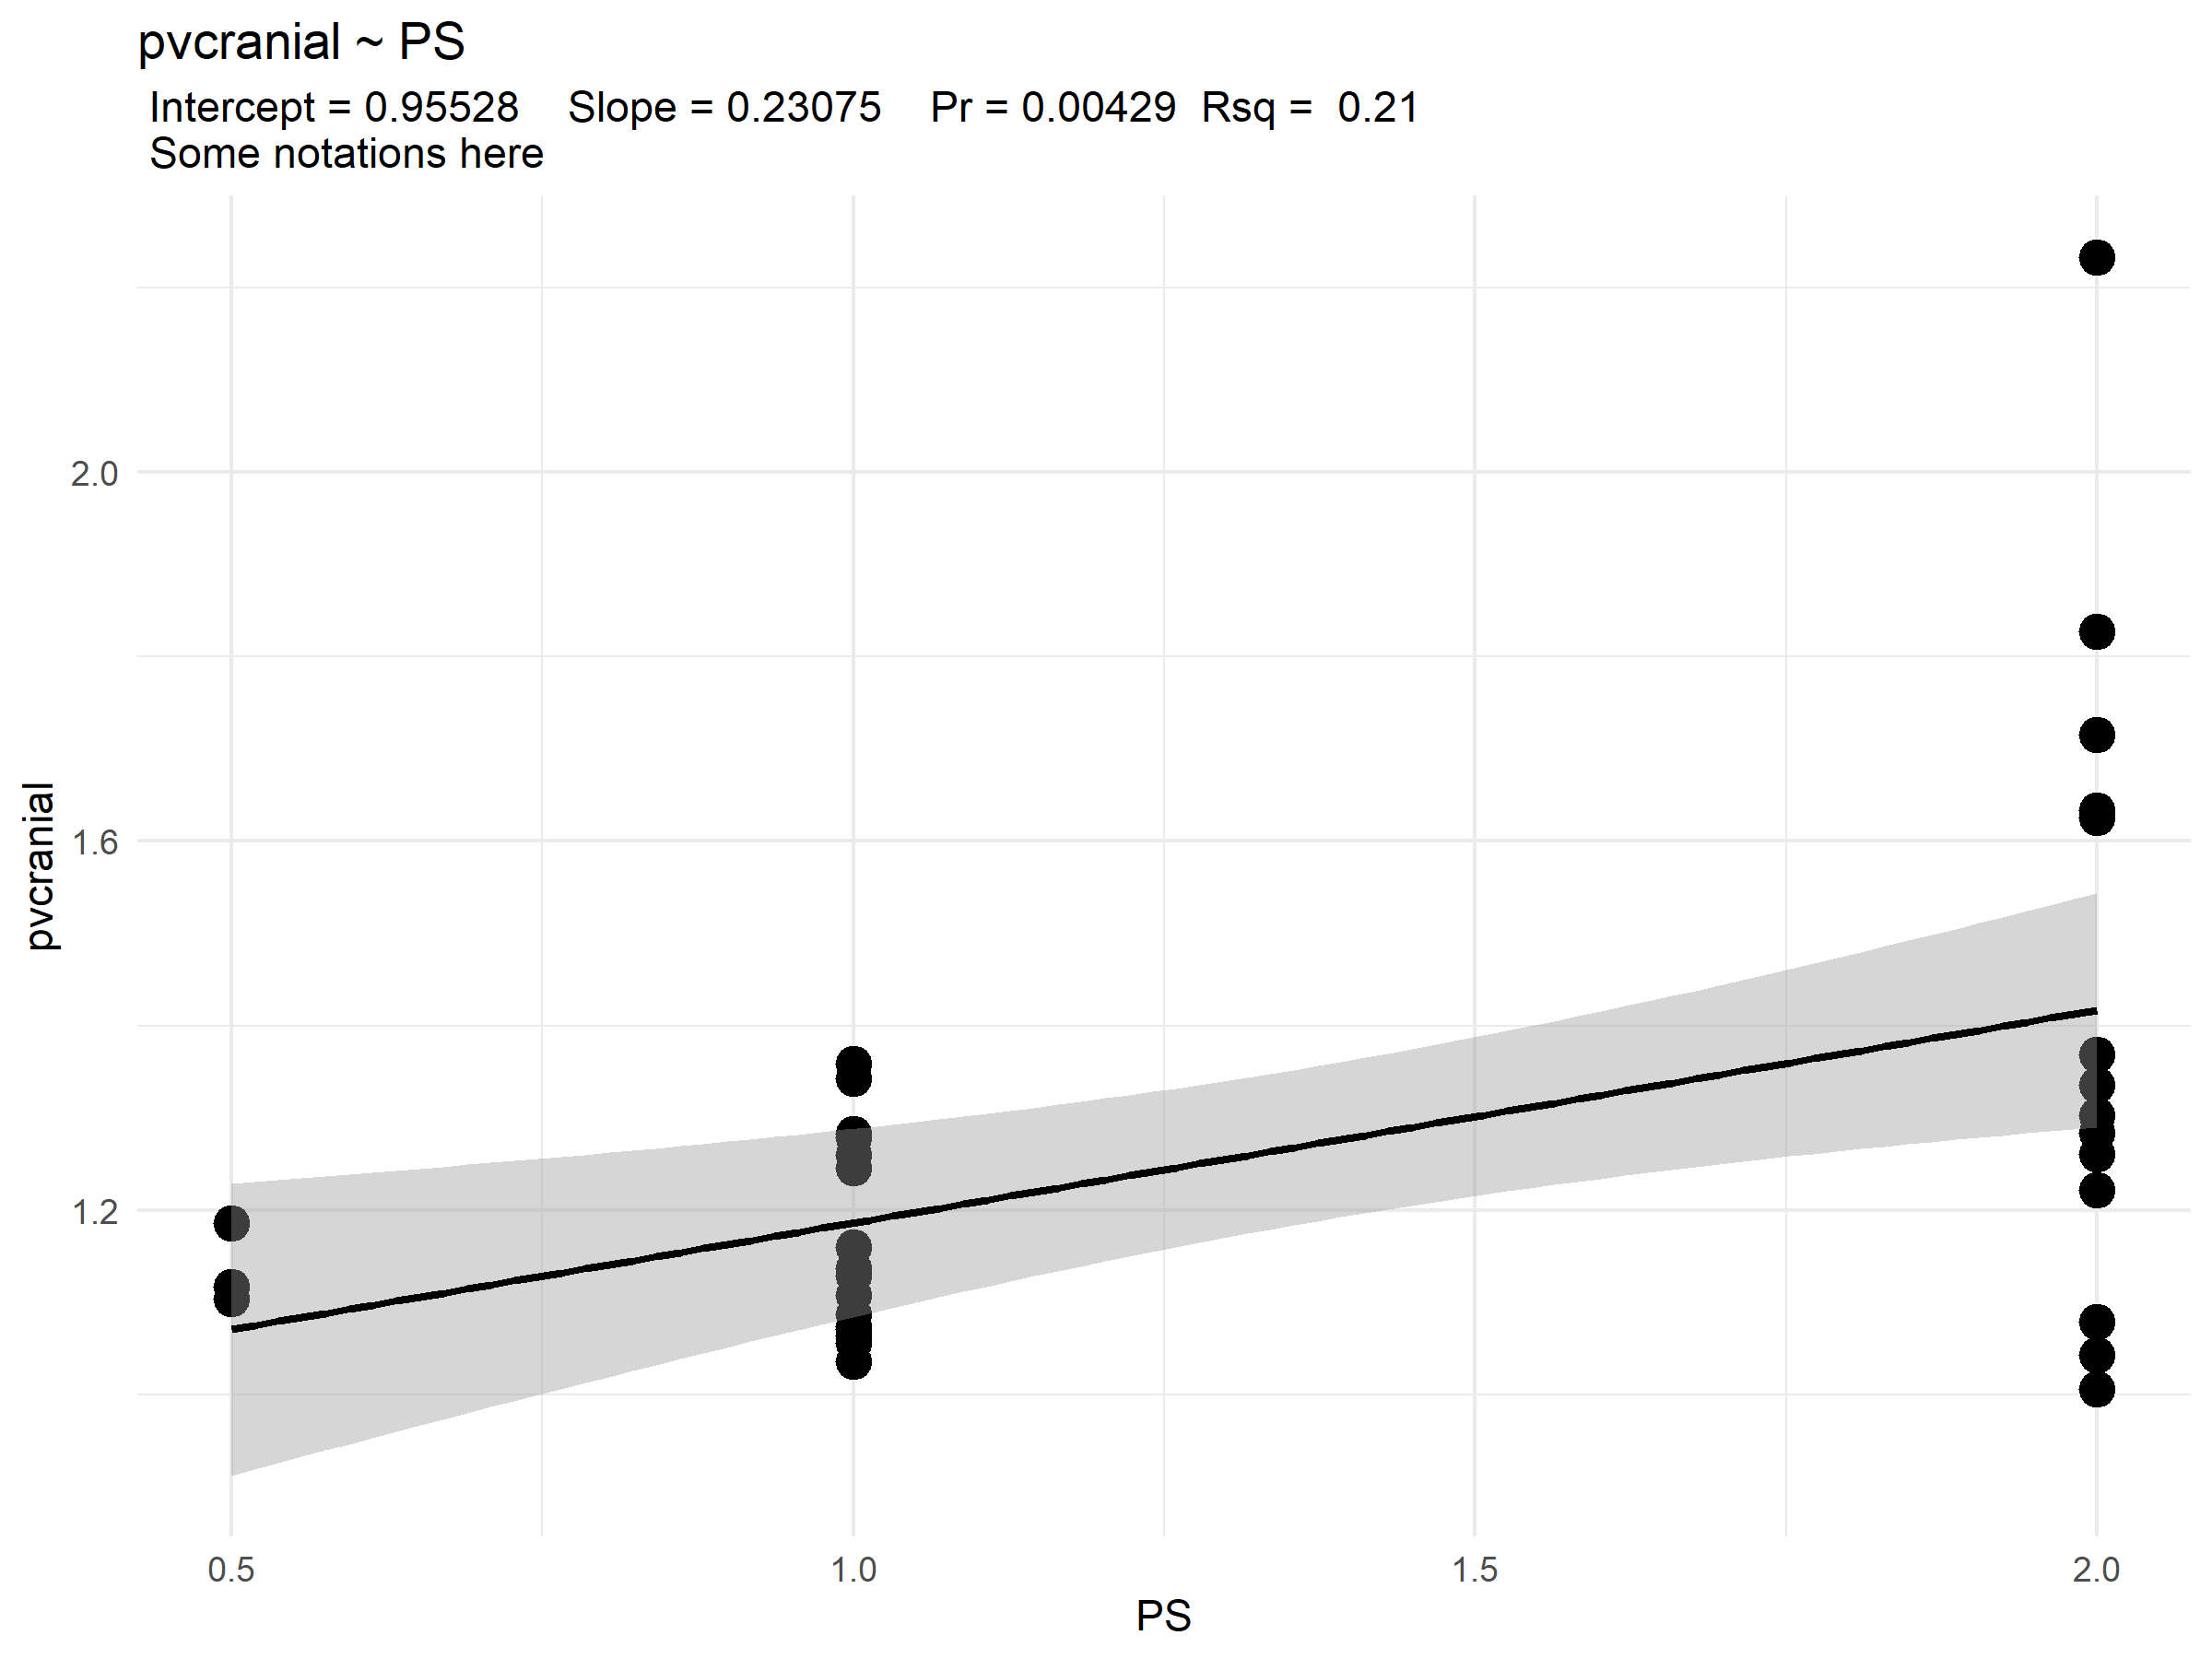 pvcranial ~ PS
Intercept = 0.95528    Slope = 0.23075    Pr = 0.00429  Rsq =  0.21
Some notations here
2.0
1.6
1.2
pvcranial
0.5
1.0
1.5
2.0
PS